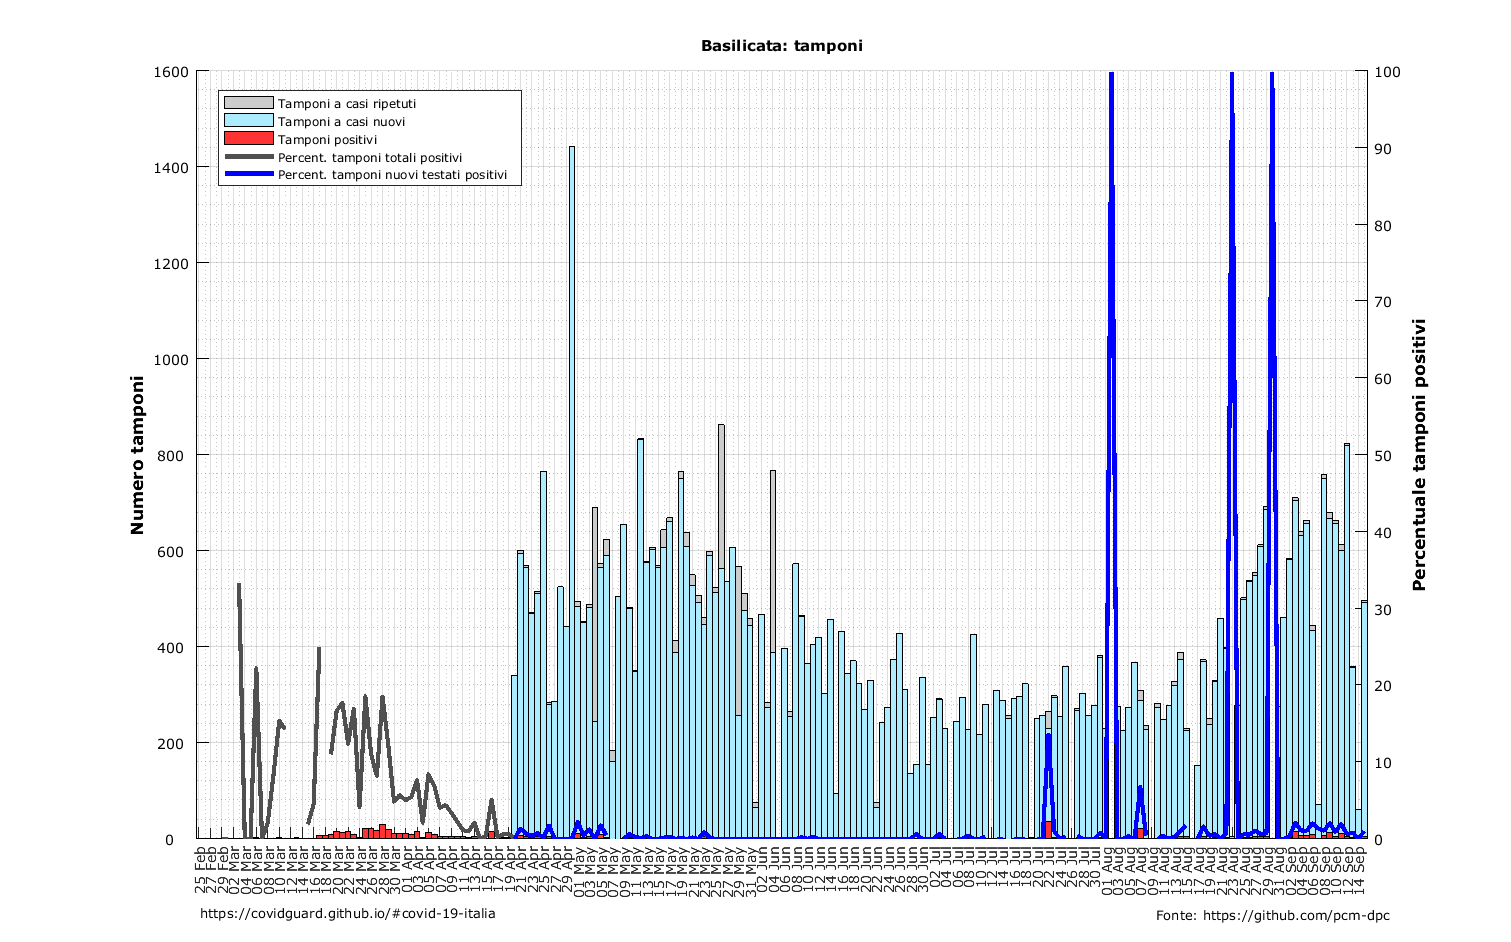 Basilicata: tamponi
Tamponi a casi ripetuti
Tamponi a casi nuovi
Tamponi positivi
Percent. tamponi totali positivi
Percent. tamponi nuovi testati positivi
Numero tamponi
1600
1400
1200
1000
800
600
400
200
0
100
90
80
70
60
50
40
30
20
10
0
Percentuale tamponi positivi
25 Feb
27 Feb
29 Feb
02 Mar
04 Mar
06 Mar
08 Mar
10 Mar
12 Mar
14 Mar
16 Mar
18 Mar
20 Mar
22 Mar
24 Mar
26 Mar
28 Mar
30 Mar
01 Apr
03 Apr
05 Apr
07 Apr
09 Apr
11 Apr
13 Apr
15 Apr
17 Apr
19 Apr
21 Apr
23 Apr
25 Apr
27 Apr
29 Apr
01 May
03 May
05 May
07 May
09 May
11 May
13 May
15 May
17 May
19 May
21 May
23 May
25 May
27 May
29 May
31 May
02 Jun
04 Jun
06 Jun
08 Jun
10 Jun
12 Jun
14 Jun
16 Jun
18 Jun
20 Jun
22 Jun
24 Jun
26 Jun
28 Jun
30 Jun
02 Jul
04 Jul
06 Jul
08 Jul
10 Jul
12 Jul
14 Jul
16 Jul
18 Jul
20 Jul
22 Jul
24 Jul
26 Jul
28 Jul
30 Jul
01 Aug
03 Aug
05 Aug
07 Aug
09 Aug
11 Aug
13 Aug
15 Aug
17 Aug
19 Aug
21 Aug
23 Aug
25 Aug
27 Aug
29 Aug
31 Aug
02 Sep
04 Sep
06 Sep
08 Sep
10 Sep
12 Sep
14 Sep
https://covidguard.github.io/#covid-19-italia
Fonte: https://github.com/pcm-dpc